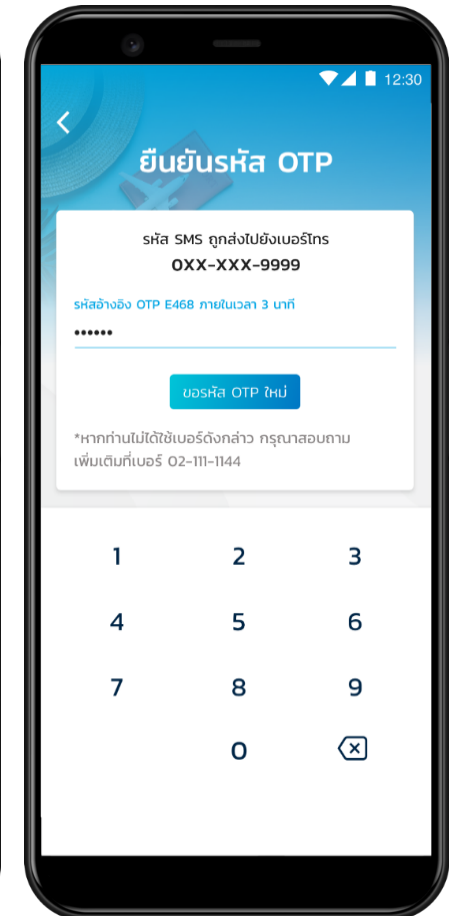 12:30
ยืนยันรหัส OTP
รหัส SMS ถูกส่งไปยังเบอร์โทร
0XX-XXX-9999
รหัสอ้างอิง OTP E468 ภายในเวลา 3 นาที
••••••
ขอรหัส OTP ใหม่
*หากท่านไม่ได้ใช้เบอร์ดังกล่าว กรุณาสอบถาม
เพิ่มเติมที่เบอร์ 02-111-1144
1 2 3
4 5 6
7 8 9
0